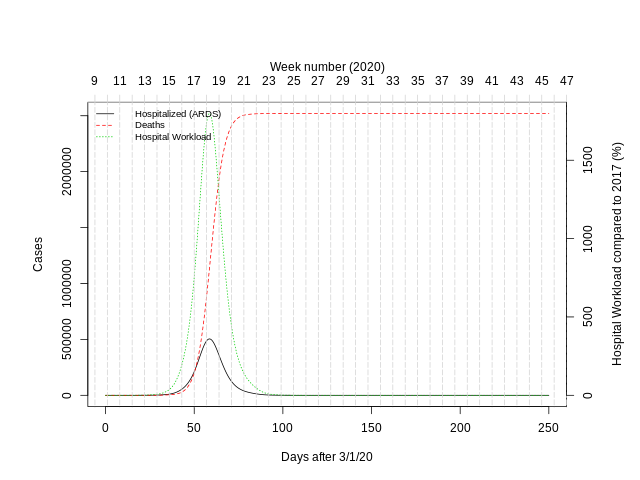 Week number (2020)
9 11 13 15 17 19 21 23 25 27 29 31 33 35 37 39 41 43 45 47
Hospitalized (ARDS)
Deaths
Hospital Workload
Cases
2000000
1000000
500000
0
1500
1000
500
0
Hospital Workload compared to 2017 (%)
0 50 100 150 200 250
Days after 3/1/20